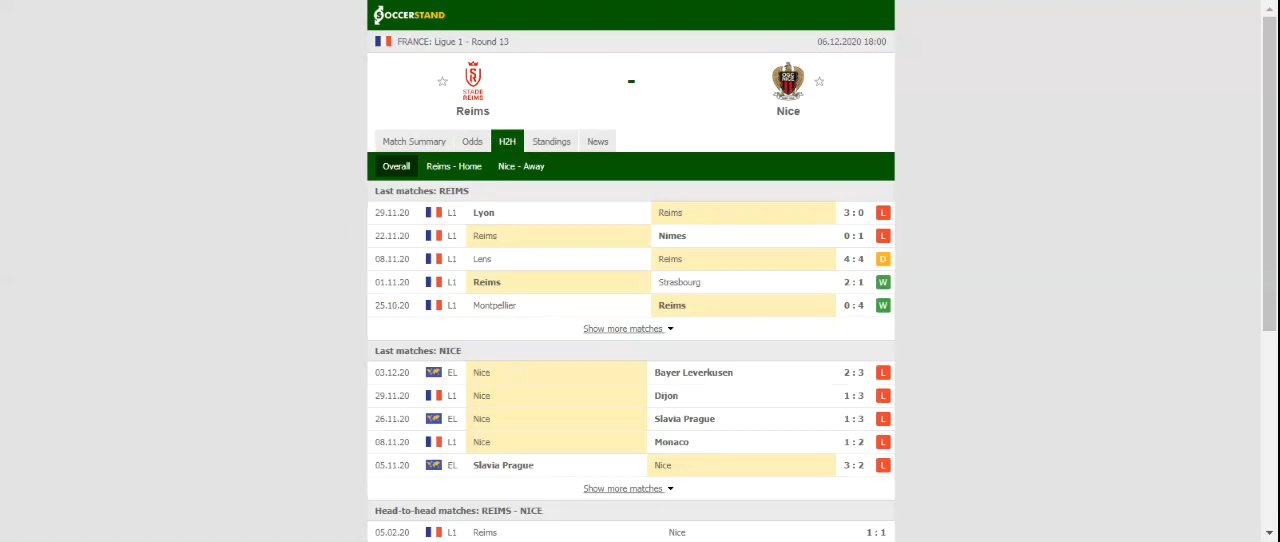 SOCCERSTAND
FRANCE: Ligue 1 - Round 13 06.12.2020 18:00
STADE REIMS OGC NICE
Reims - Nice
Match Summary Odds H2H Standings News
Overall Reims - Home Nice - Away
Last matches: REIMS
29.11.20 L1 Lyon Reims 3 : 0 L
22.11.20 L1 Reims Nimes 0 : 1 L
08.11.20 L1 Lens Reims 4 : 4 D
01.11.20 L1 Reims Strasbourg 2 : 1 W
25.10.20 L1 Montpellier Reims 0 : 4 W
Show more matches
Last matches: NICE
03.12.20 EL Nice Bayer Leverkusen 2 : 3 L
29.11.20 L1 Nice Dijon 1 : 3 L
26.11.20 EL Nice Slavia Prague 1 : 3 L
08.11.20 L1 Nice Monaco 1 : 2 L
05.11.20 EL Slavia Prague Nice 3 : 2 L
Show more matches
Head-to-head matches: REIMS - NICE
05.02.20 L1 Reims Nice 1 : 1